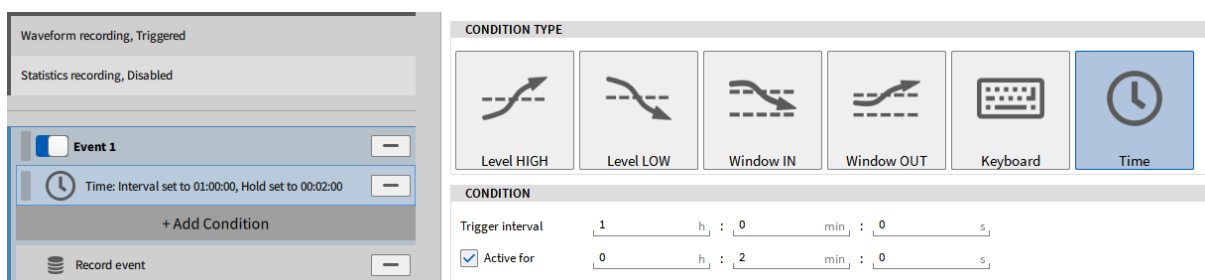 Waveform recording, Triggered
Statistics recording, Disabled
Event 1
Time: Interval set to 01:00:00, Hold set to 00:02:00
+ Add Condition
Record event
CONDITION TYPE
Level HIGH Level LOW Window IN Window OUT Keyboard Time
CONDITION
Trigger interval 1 h : 0 min : 0 s
Active for 0 h : 2 min : 0 s